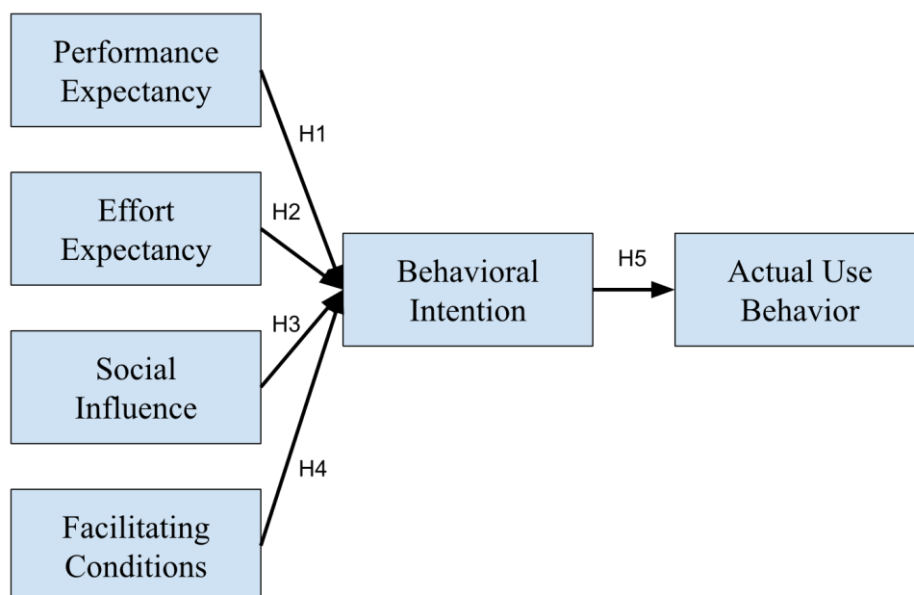 Performance
Expectancy
H1
Effort
Expectancy
H2
Behavioral
Intention
H5
Actual Use
Behavior
Social
Influence
H3
H4
Facilitating
Conditions